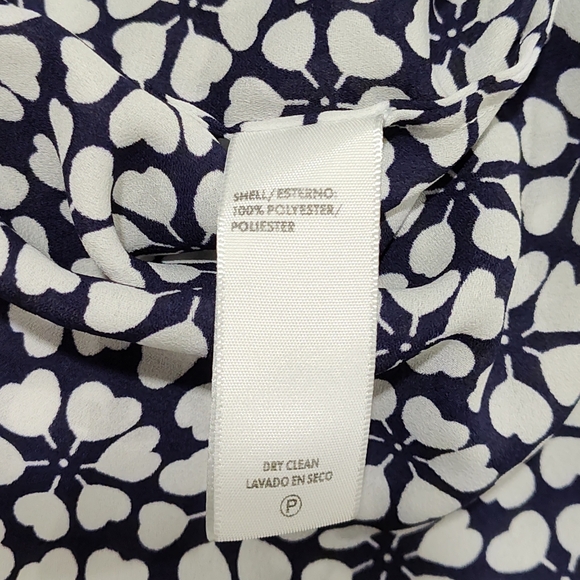 SHELL/ESTERNO:
100% POLYESTER/
POLIESTER
DRY CLEAN
LAVADO EN SECO
P